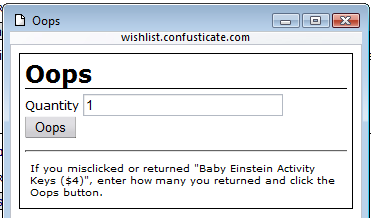 Oops
wishlist.confusticate.com
Oops
Quantity 1
Oops
If you misclicked or returned "Baby Einstein Activity
Keys ($4)", enter how many you returned and click the
Oops button.